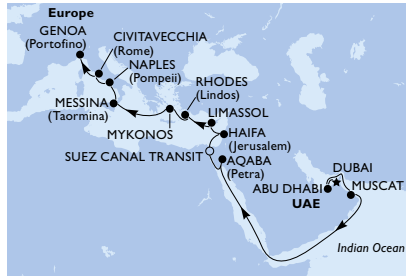 Europe
GENOA
(Portofino)
CIVITAVECCHIA
(Rome)
NAPLES
(Pompeii)
RHODES
(Lindos)
MESSINA
(Taormina)
LIMASSOL
MYKONOS
HAIFA
(Jerusalem)
SUEZ CANAL TRANSIT
AQABA
(Petra)
DUBAI
ABU DHABI
MUSCAT
UAE
Indian Ocean